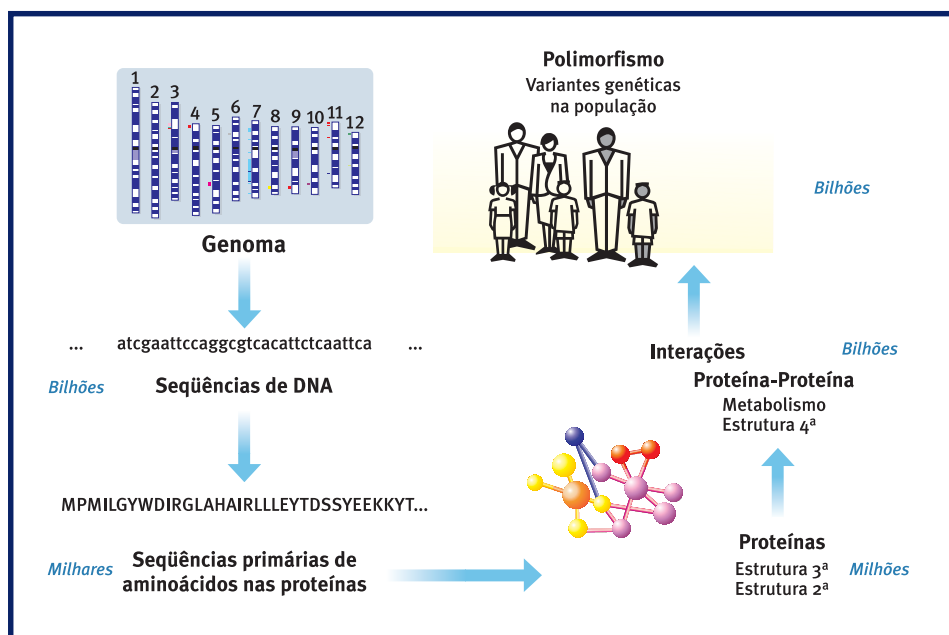 1 2 3 4 5 6 7 8 9 10 11 12
Genoma
... atcgaattccaggcgtcacattctcaattca ...
Bilhões
Seqüências de DNA
MPMILGYWDIRGLAHAIRLLLEYTDSSYEEKKYT...
Milhares
Seqüências primárias de
aminoácidos nas proteínas
Proteínas
Estrutura 3ª
Milhões
Estrutura 2ª
Interações
Bilhões
Proteína-Proteína
Metabolismo
Estrutura 4ª
Polimorfismo
Variantes genéticas
na população
Bilhões